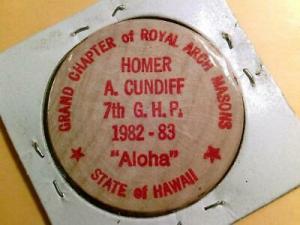 GRAND CHAPTER of ROYAL ARCH MASONS
HOMER
A. CUNDIFF
7th G. H. P.
1982 - 83
"Aloha"
STATE of HAWAII